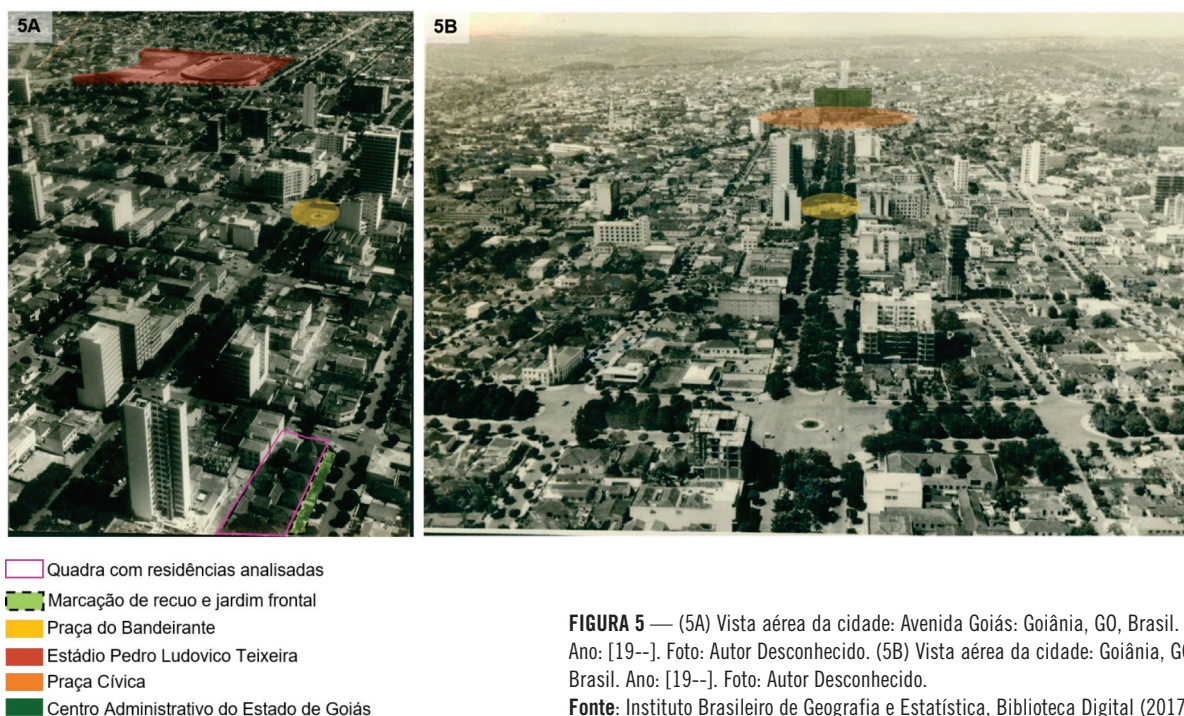 5A
5B
Quadra com residências analisadas
Marcação de recuo e jardim frontal
Praça do Bandeirante
Estádio Pedro Ludovico Teixeira
Praça Cívica
Centro Administrativo do Estado de Goiás
FIGURA 5 — (5A) Vista aérea da cidade: Avenida Goiás: Goiânia, GO, Brasil.
Ano: [19--]. Foto: Autor Desconhecido. (5B) Vista aérea da cidade: Goiânia, GO
Brasil. Ano: [19--]. Foto: Autor Desconhecido.
Fonte: Instituto Brasileiro de Geografia e Estatística, Biblioteca Digital (2017